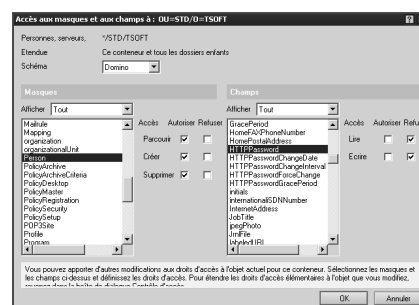 Accès aux masques et aux champs à : OU=STD/O=TSOFT
Personnes, serveurs, */STD/TSOFT
Etendue Ce conteneur et tous les dossiers enfants
Schéma Domino
Masques
Champs
Afficher Tout
Afficher Tout
Mailrule
Mapping
organization
organizationalUnit
Person
PolicyArchive
PolicyArchiveCriteria
PolicyDesktop
PolicyMaster
PolicyRegistration
PolicySecurity
PolicySetup
POP3Site
Profile
Program
Accès Autoriser Refuser
Parcourir
Créer
Supprimer
GracePeriod
HomeFAXPhoneNumber
HomePostalAddress
HTTPPassword
HTTPPasswordChangeDate
HTTPPasswordChangeInterval
HTTPPasswordForceChange
HTTPPasswordGracePeriod
initials
internationaliSDNNumber
InternetAddress
JobTitle
jpegPhoto
JrnlFile
labeledURI
Accès Autoriser Refu
Lire
Ecrire
Vous pouvez apporter d'autres modifications aux droits d'accès à l'objet actuel pour ce conteneur. Sélectionnez les masques et
les champs ci-dessus et définissez les droits d'accès. Pour étendre les droits d'accès élémentaires à l'objet que vous modifiez,
OK Annuler